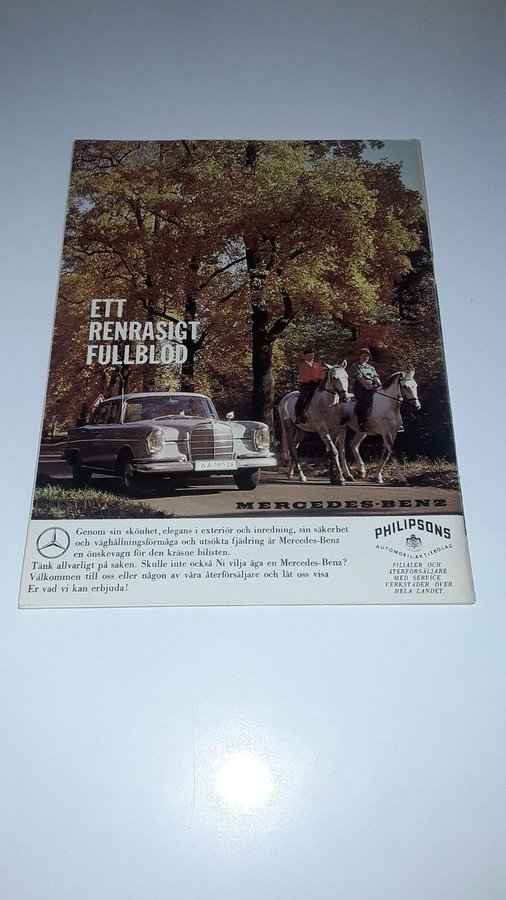 ETT
RENRASIGT
FULLBLOD
AA79538
MERCEDES-BENZ
Genom sin skönhet, elegans i exteriör och inredning, sin säkerhet
och väghållningsförmåga och utsökta fjädring är Mercedes-Benz
en önskevagn för den kräsne bilisten.
Tänk allvarligt på saken. Skulle inte också Ni vilja äga en Mercedes-Benz?
Välkommen till oss eller någon av våra återförsäljare och låt oss visa
Er vad vi kan erbjuda!
PHILIPSONS
AUTOMOBILAKTIEBOLAG
FILIALER OCH
ÅTERFÖRSÄLJARE
MED SERVICE-
VERKSTÄDER ÖVER
HELA LANDET.